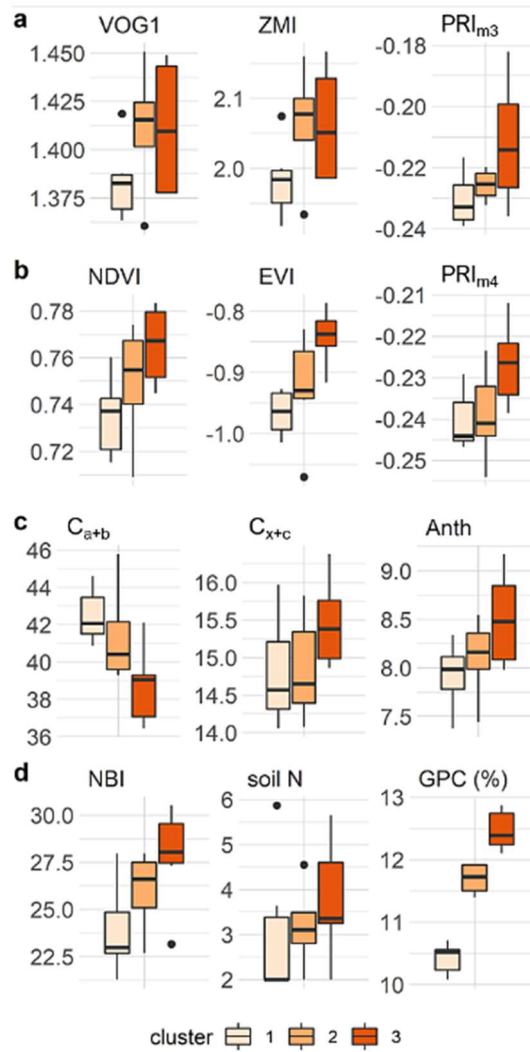 a
VOG1 ZMI PRIm3
1.450 1.425 1.400 1.375
2.1 2.0
-0.18 -0.20 -0.22 -0.24
b
NDVI EVI PRIm4
0.78 0.76 0.74 0.72
-0.8 -0.9 -1.0
-0.21 -0.22 -0.23 -0.24 -0.25
c
Ca+b Cx+c Anth
46 44 42 40 38 36
16.0 15.5 15.0 14.5 14.0
9.0 8.5 8.0 7.5
d
NBI soil N GPC (%)
30.0 27.5 25.0 22.5
6 5 4 3 2
13 12 11 10
cluster 1 2 3